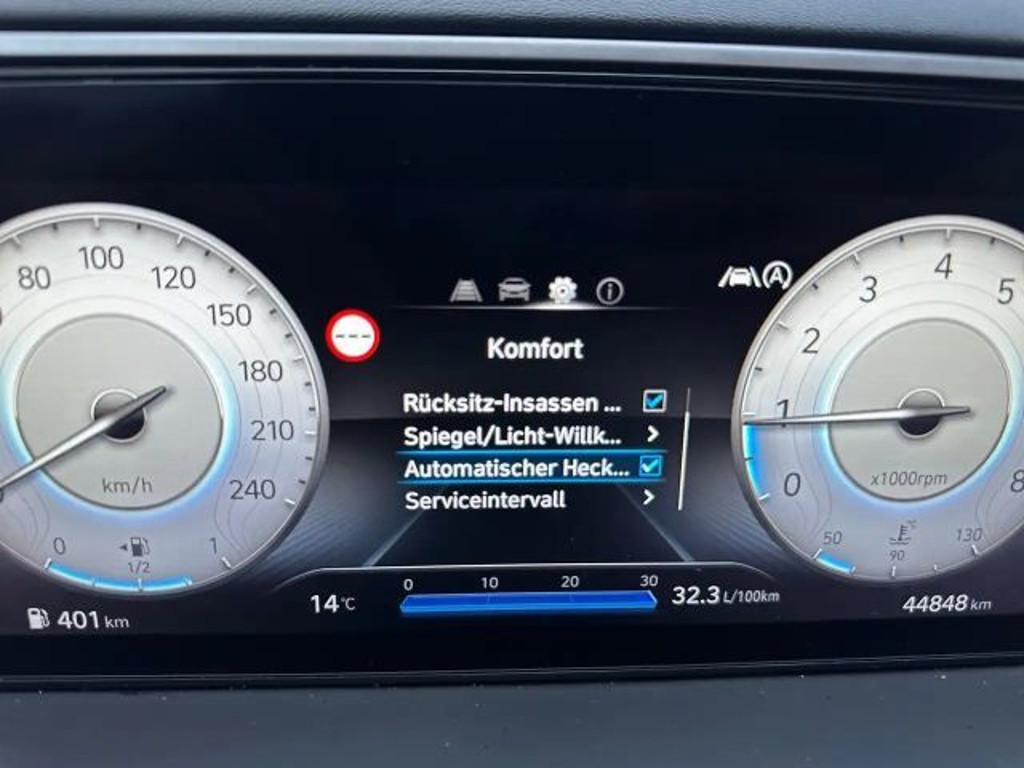 80
100
120
150
180
210
240
km/h
0
1/2
1
401 km
Komfort
Rücksitz-Insassen ...
Spiegel/Licht-Willk...
Automatischer Heck...
Serviceintervall
14°C
0 10 20 30
32.3 L/100km
A
0
1
2
3
4
5
8
x1000rpm
50
90
130
44848 km